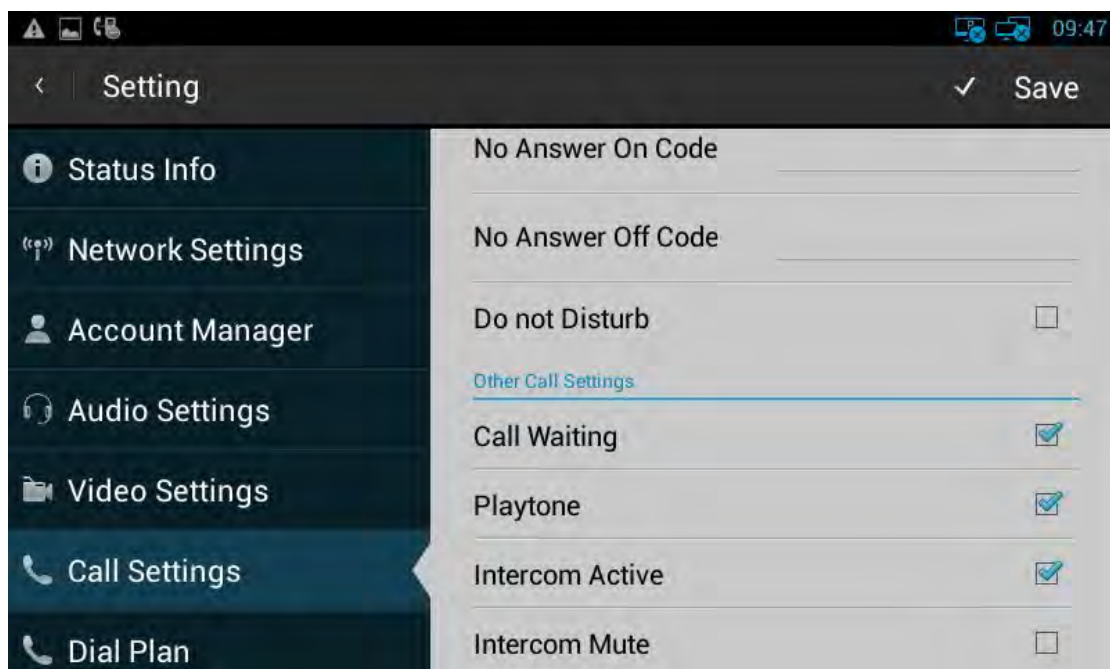 09:47
Setting
Save
Status Info
Network Settings
Account Manager
Audio Settings
Video Settings
Call Settings
Dial Plan
No Answer On Code
No Answer Off Code
Do not Disturb
Other Call Settings
Call Waiting
Playtone
Intercom Active
Intercom Mute